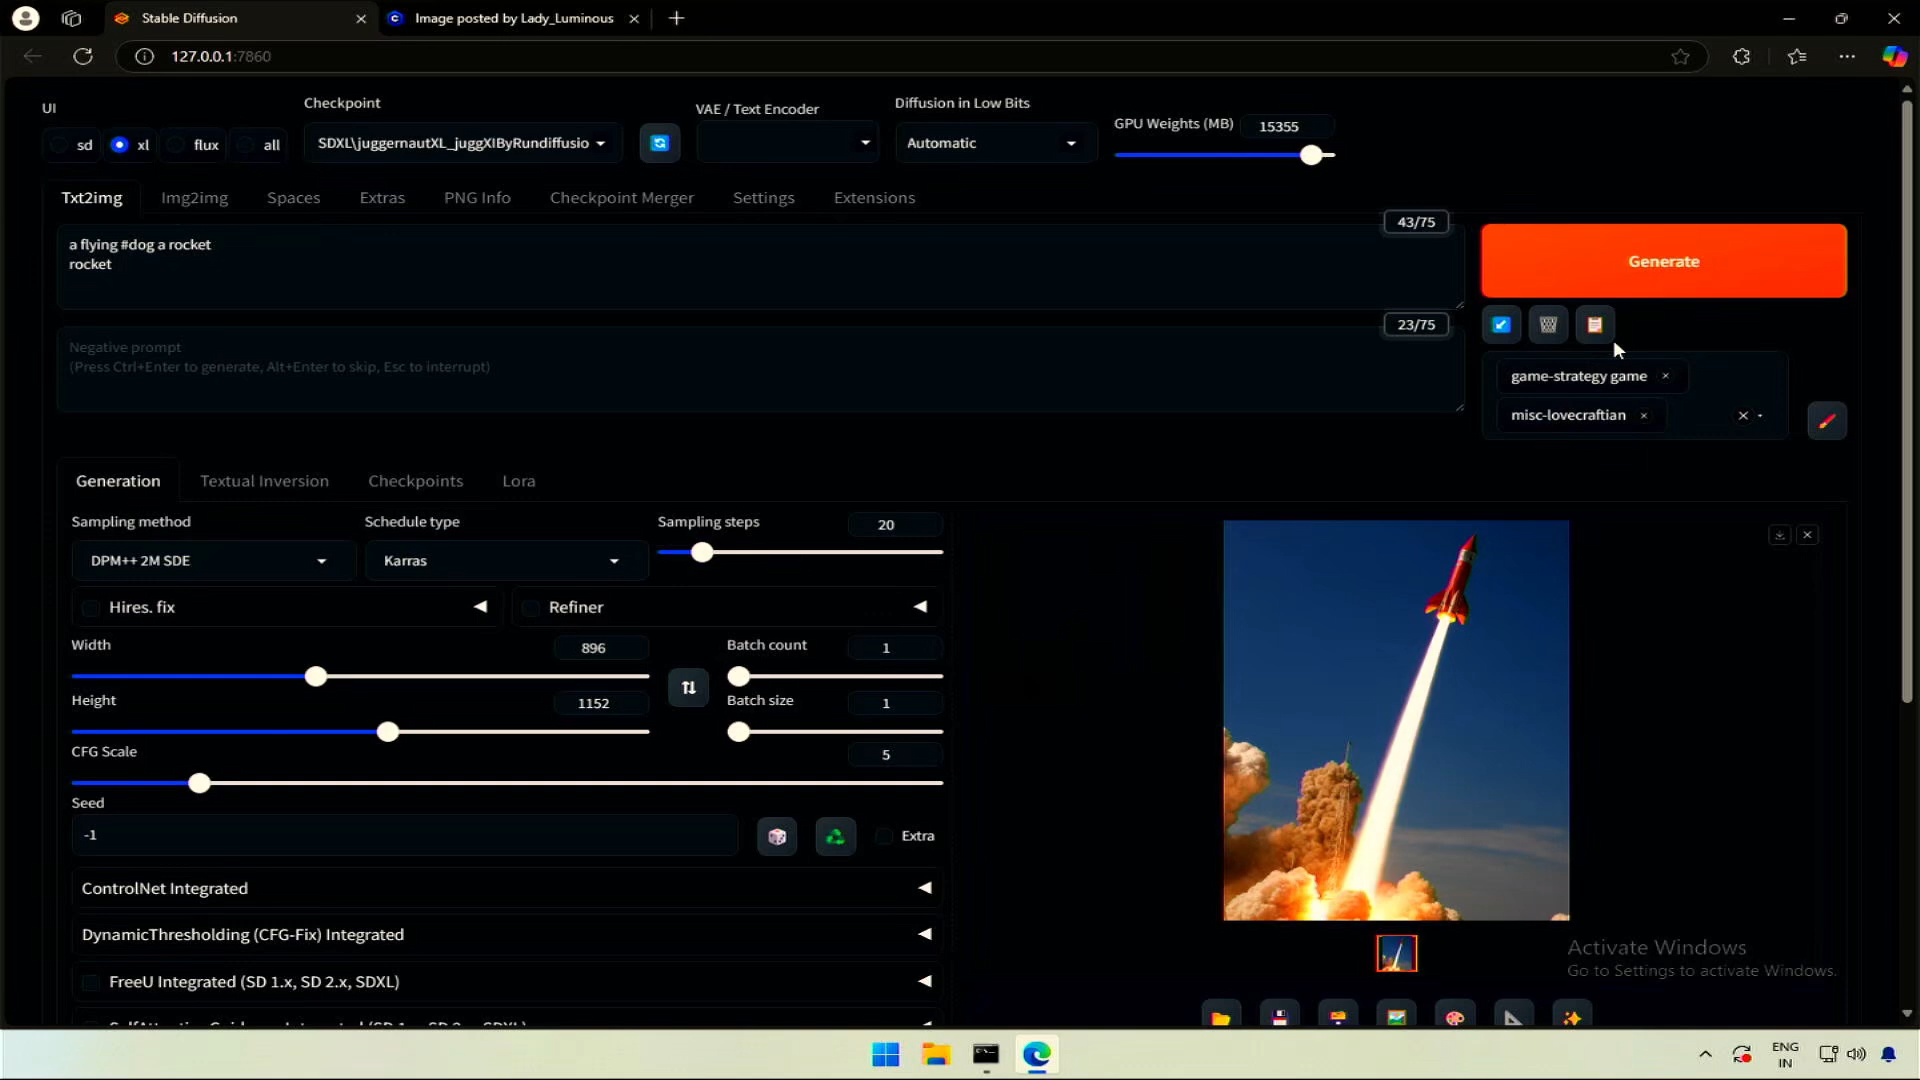 Stable Diffusion
Image posted by Lady_Luminous
127.0.0.1:7860
UI
Checkpoint
VAE / Text Encoder
Diffusion in Low Bits
GPU Weights (MB)
15355
sd
xl
flux
all
SDXL\juggernautXL_juggXIByRundiffusio
Automatic
Txt2img
Img2img
Spaces
Extras
PNG Info
Checkpoint Merger
Settings
Extensions
43/75
a flying #dog a rocket
rocket
Generate
23/75
Negative prompt
(Press Ctrl+Enter to generate, Alt+Enter to skip, Esc to interrupt)
game-strategy game
misc-lovecraftian
Generation
Textual Inversion
Checkpoints
Lora
Sampling method
Schedule type
Sampling steps
20
DPM++ 2M SDE
Karras
Hires. fix
Refiner
Width
896
Batch count
1
Height
1152
Batch size
1
CFG Scale
5
Seed
-1
Extra
ControlNet Integrated
DynamicThresholding (CFG-Fix) Integrated
FreeU Integrated (SD 1.x, SD 2.x, SDXL)
Activate Windows
Go to Settings to activate Windows.
ENG
IN